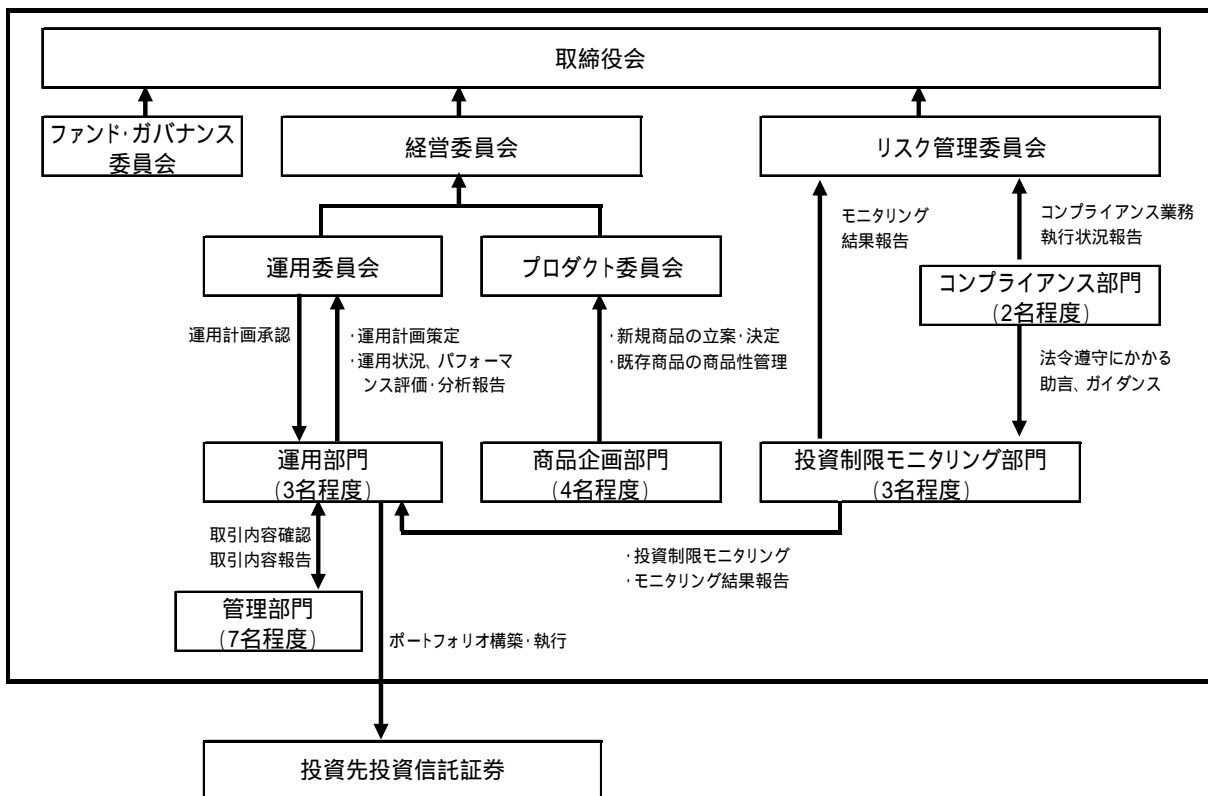 取締役会
ファンド・ガバナンス
委員会
経営委員会
リスク管理委員会
モニタリング
結果報告
コンプライアンス業務
執行状況報告
運用委員会
プロダクト委員会
コンプライアンス部門
(2名程度)
運用計画承認
・運用計画策定
・運用状況、パフォーマ
ンス評価・分析報告
・新規商品の立案・決定
・既存商品の商品性管理
法令遵守にかかる
助言、ガイダンス
運用部門
(3名程度)
商品企画部門
(4名程度)
投資制限モニタリング部門
(3名程度)
取引内容確認
取引内容報告
・投資制限モニタリング
・モニタリング結果報告
管理部門
(7名程度)
ポートフォリオ構築・執行
投資先投資信託証券